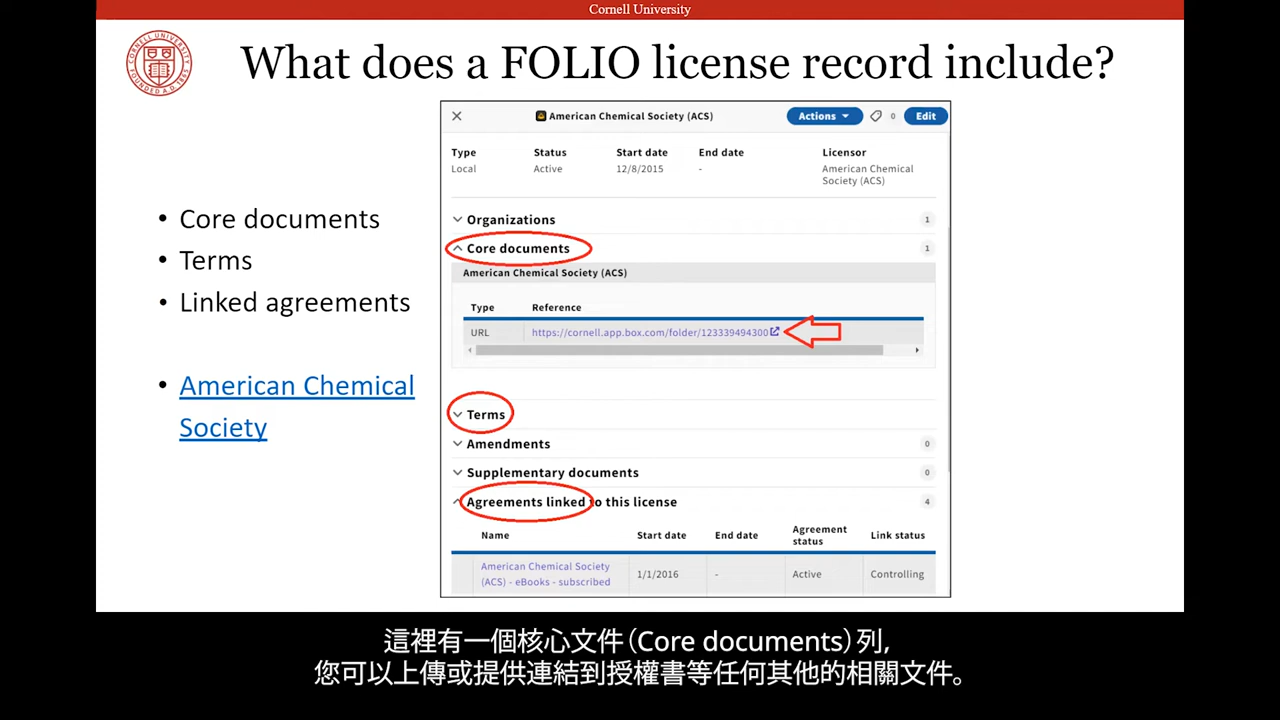 Cornell University
What does a FOLIO license record include?
• Core documents
• Terms
• Linked agreements
• American Chemical
Society
American Chemical Society (ACS)
Actions
0
Edit
Type
Status
Start date
End date
Licensor
Local
Active
12/8/2015
-
American Chemical
Society (ACS)
Organizations
1
Core documents
1
American Chemical Society (ACS)
Type
Reference
URL
https://cornell.app.box.com/folder/123339494300
Terms
Amendments
0
Supplementary documents
0
Agreements linked to this license
4
Name
Start date
End date
Agreement
status
Link status
American Chemical Society
(ACS) - eBooks - subscribed
1/1/2016
-
Active
Controlling
這裡有一個核心文件（Core documents）列，
您可以上傳或提供連結到授權書等任何其他的相關文件。